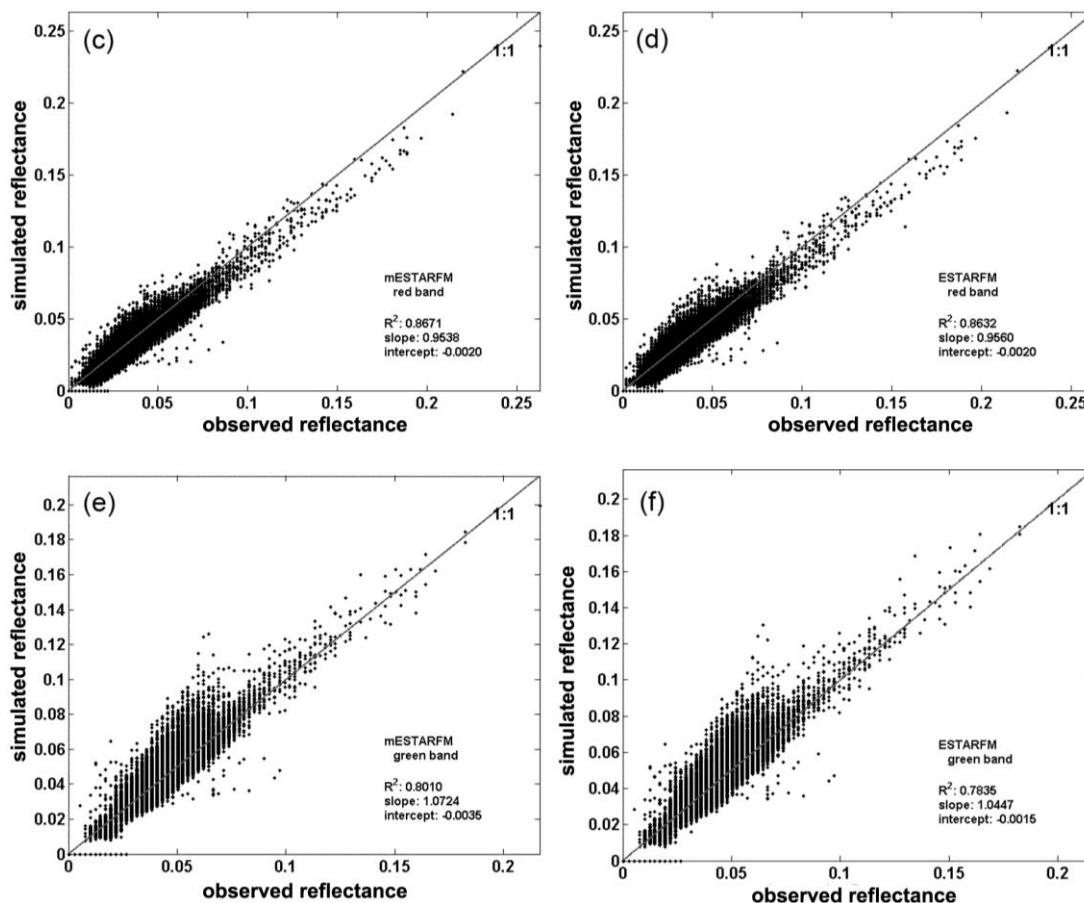 (c)
simulated reflectance
0.25
0.2
0.15
0.1
0.05
0
1:1
mESTARFM
red band
R2: 0.8671
slope: 0.9538
intercept: -0.0020
0 0.05 0.1 0.15 0.2 0.25
observed reflectance
(d)
simulated reflectance
0.25
0.2
0.15
0.1
0.05
0
1:1
ESTARFM
red band
R2: 0.8632
slope: 0.9560
intercept: -0.0020
0 0.05 0.1 0.15 0.2 0.25
observed reflectance
(e)
simulated reflectance
0.2
0.18
0.16
0.14
0.12
0.1
0.08
0.06
0.04
0.02
0
1:1
mESTARFM
green band
R2: 0.8010
slope: 1.0724
intercept: -0.0035
0 0.05 0.1 0.15 0.2
observed reflectance
(f)
simulated reflectance
0.2
0.18
0.16
0.14
0.12
0.1
0.08
0.06
0.04
0.02
0
1:1
ESTARFM
green band
R2: 0.7835
slope: 1.0447
intercept: -0.0015
0 0.05 0.1 0.15 0.2
observed reflectance